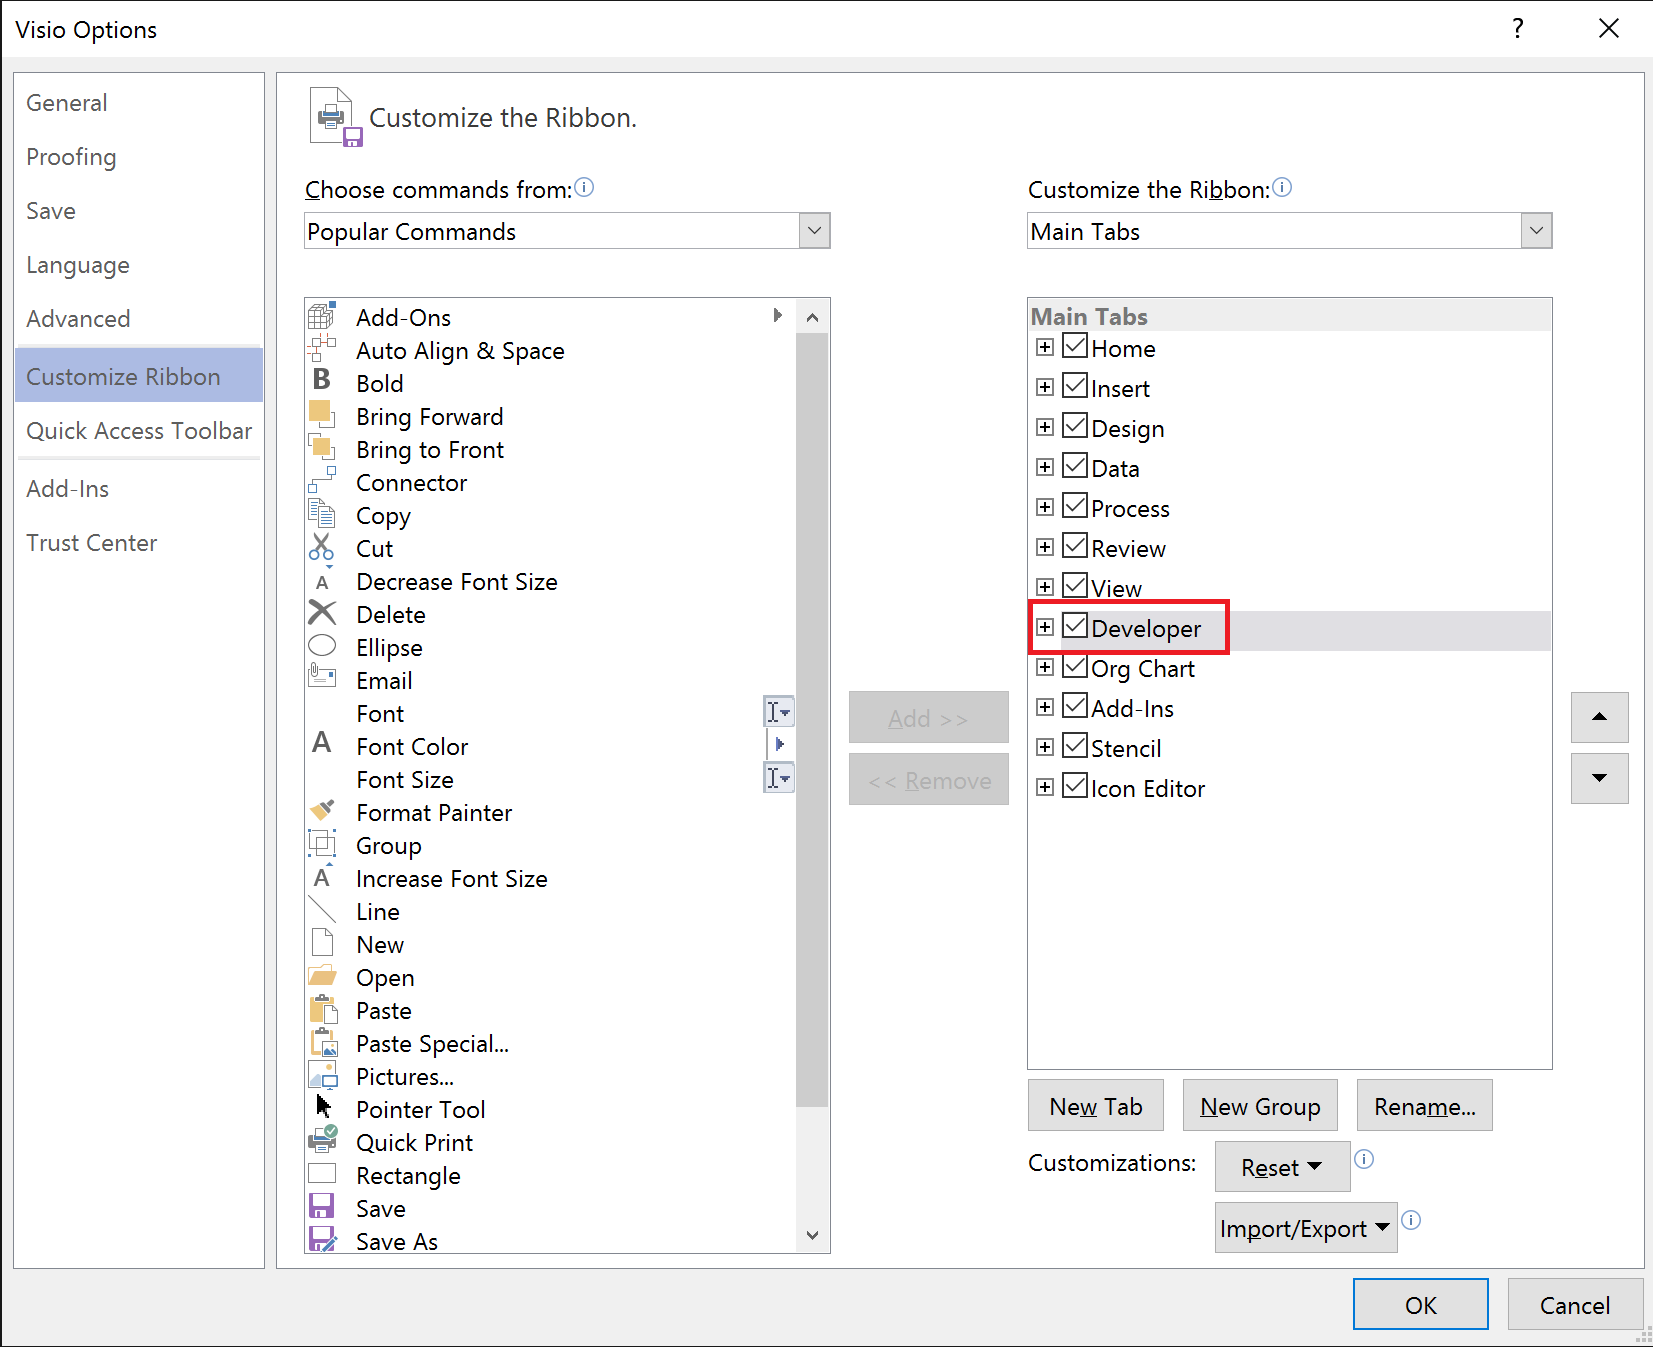 Visio Options
?
General
Proofing
Save
Language
Advanced
Customize Ribbon
Quick Access Toolbar
Add-Ins
Trust Center
Customize the Ribbon.
Choose commands from:
Popular Commands
Add-Ons
Auto Align & Space
Bold
Bring Forward
Bring to Front
Connector
Copy
Cut
Decrease Font Size
Delete
Ellipse
Email
Font
Font Color
Font Size
Format Painter
Group
Increase Font Size
Line
New
Open
Paste
Paste Special...
Pictures...
Pointer Tool
Quick Print
Rectangle
Save
Save As
Add >>
<< Remove
Customize the Ribbon:
Main Tabs
Main Tabs
Home
Insert
Design
Data
Process
Review
View
Developer
Org Chart
Add-Ins
Stencil
Icon Editor
New Tab
New Group
Rename...
Customizations:
Reset
Import/Export
OK
Cancel